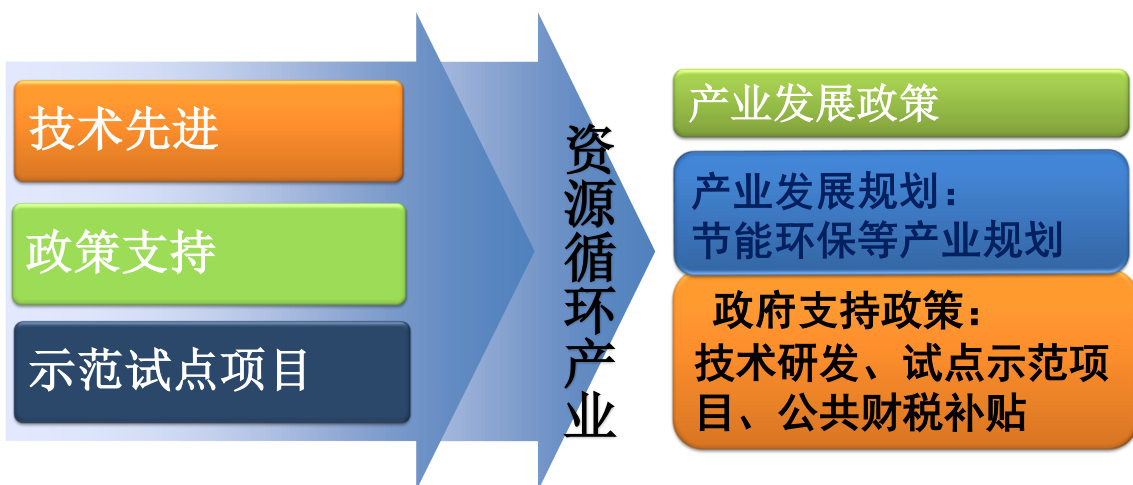 技术先进
政策支持
示范试点项目
资源循环产业
产业发展政策
产业发展规划：
节能环保等产业规划
政府支持政策：
技术研发、试点示范项
目、公共财税补贴